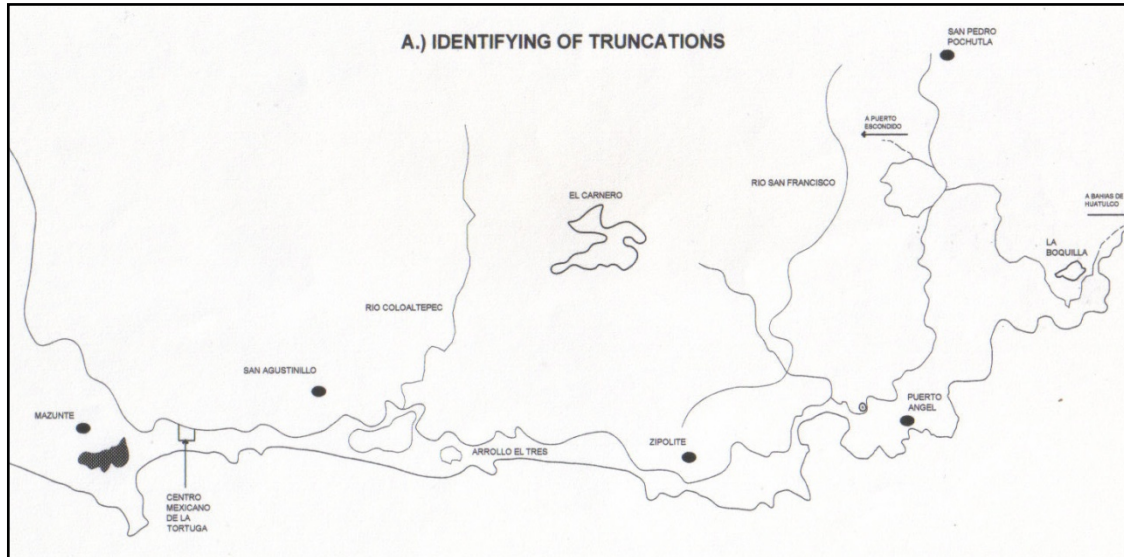 A.) IDENTIFYING OF TRUNCATIONS
SAN PEDRO
POCHUTLA
A PUERTO
ESCONDIDO
EL CARNERO
RIO SAN FRANCISCO
A BAHIAS DE
HUATULCO
LA
BOQUILLA
RIO COLOALTEPEC
SAN AGUSTINILLO
MAZUNTE
PUERTO
ANGEL
ZIPOLITE
ARROLLO EL TRES
CENTRO
MEXICANO
DE LA
TORTUGA